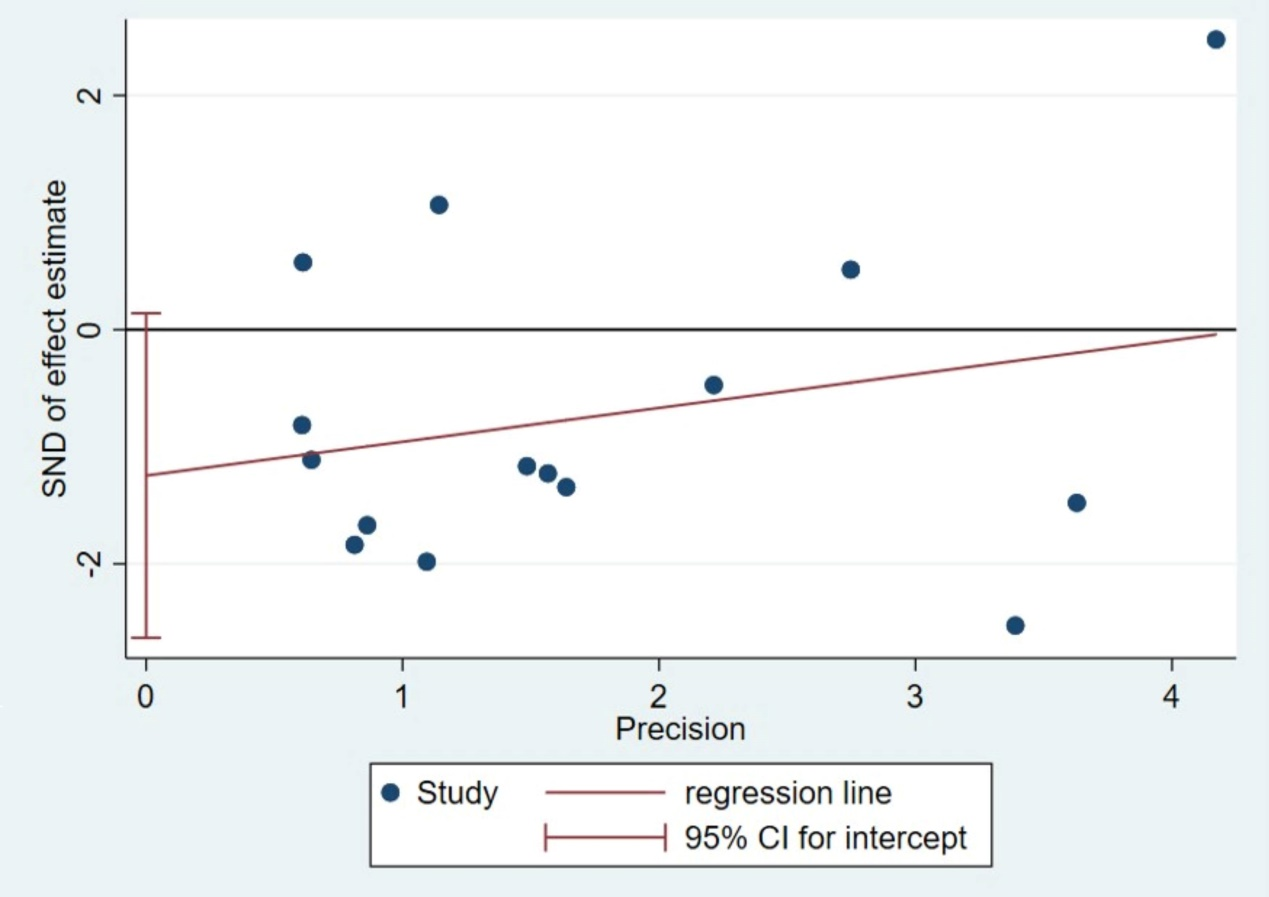 2
0
-2
SND of effect estimate
0 1 2 3 4
Precision
Study regression line
95% CI for intercept